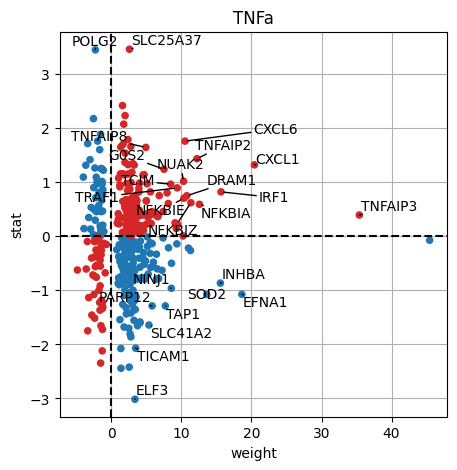 TNFa
POLG2
SLC25A37
TNFAIP8
CXCL6
TNFAIP2
G0S2
NUAK2
CXCL1
TCIM
DRAM1
TRAF1
IRF1
NFKBIE
NFKBIA
TNFAIP3
NFKBIZ
NINJ1
INHBA
PARP12
SOD2
EFNA1
TAP1
SLC41A2
TICAM1
ELF3
3
2
1
0
−1
−2
−3
stat
0
10
20
30
40
weight